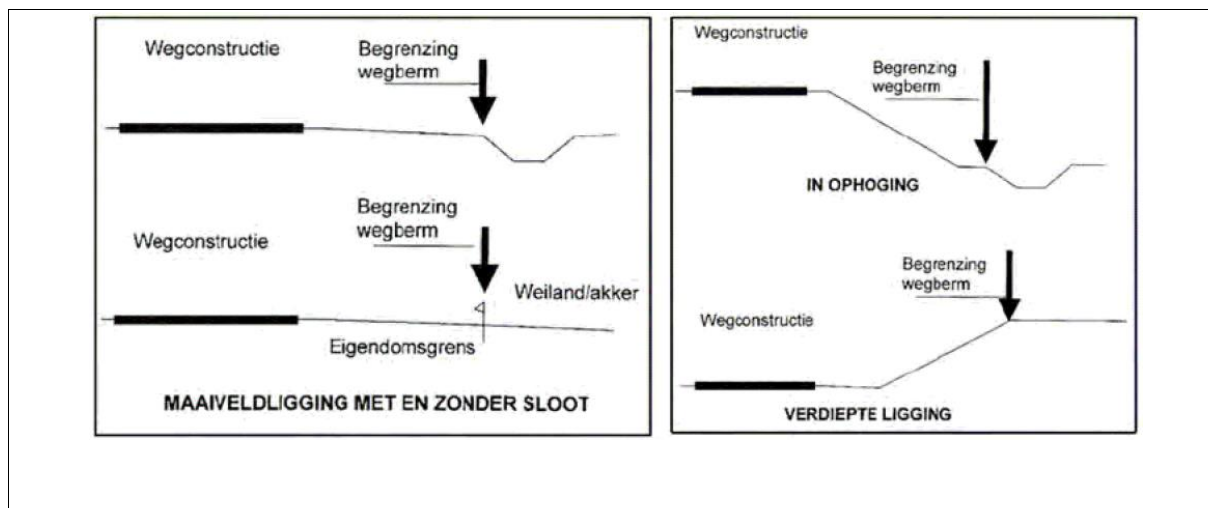 Wegconstructie
Begrenzing
wegberm
Wegconstructie
Begrenzing
wegberm
Weiland/akker
Eigendomsgrens
MAAIVELDLIGGING MET EN ZONDER SLOOT
Wegconstructie
Begrenzing
wegberm
IN OPHOGING
Begrenzing
wegberm
Wegconstructie
VERDIEPTE LIGGING